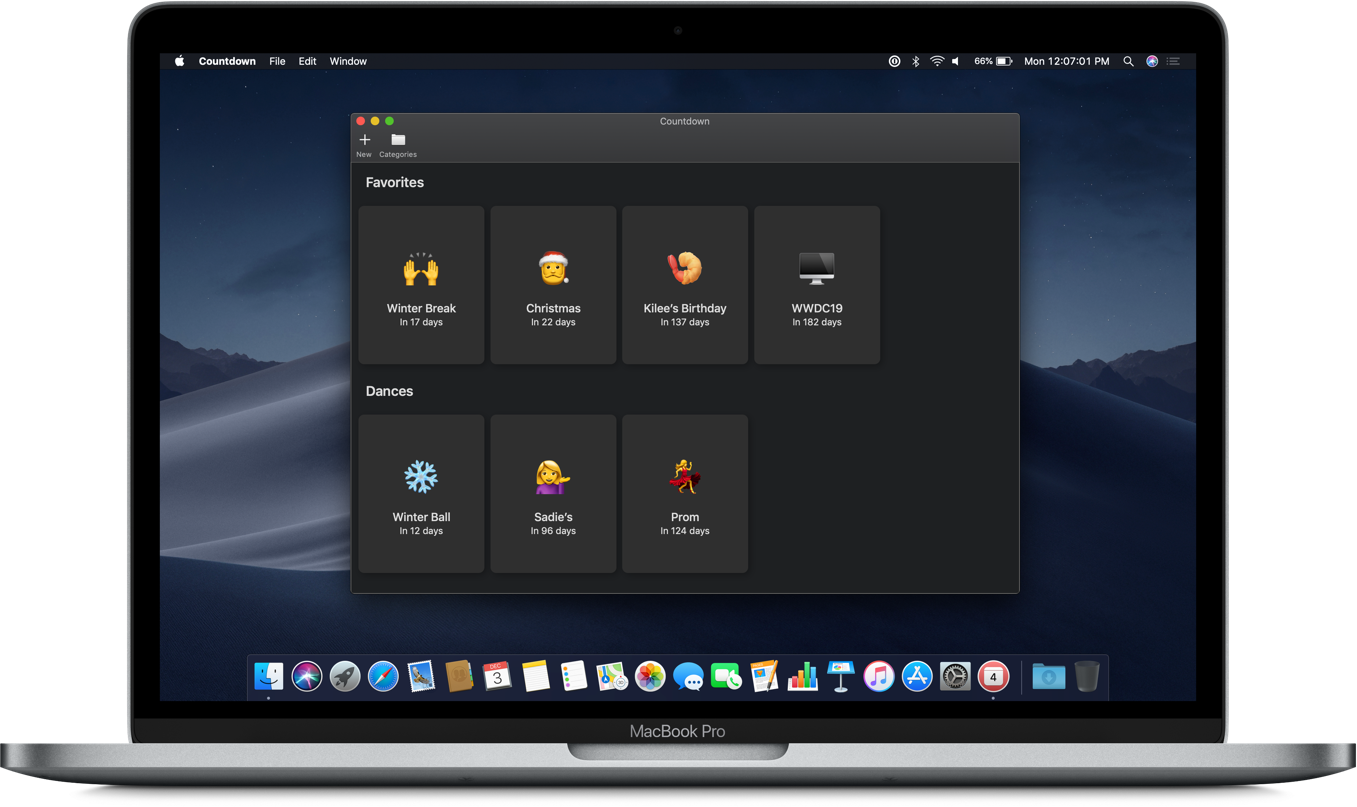 Countdown File Edit Window 66% Mon 12:07:01 PM
Countdown
New Categories
Favorites
Winter Break Christmas Kilee’s Birthday WWDC19
In 17 days In 22 days In 137 days In 182 days
Dances
Winter Ball Sadie’s Prom
In 12 days In 96 days In 124 days
DEC
3 4
MacBook Pro